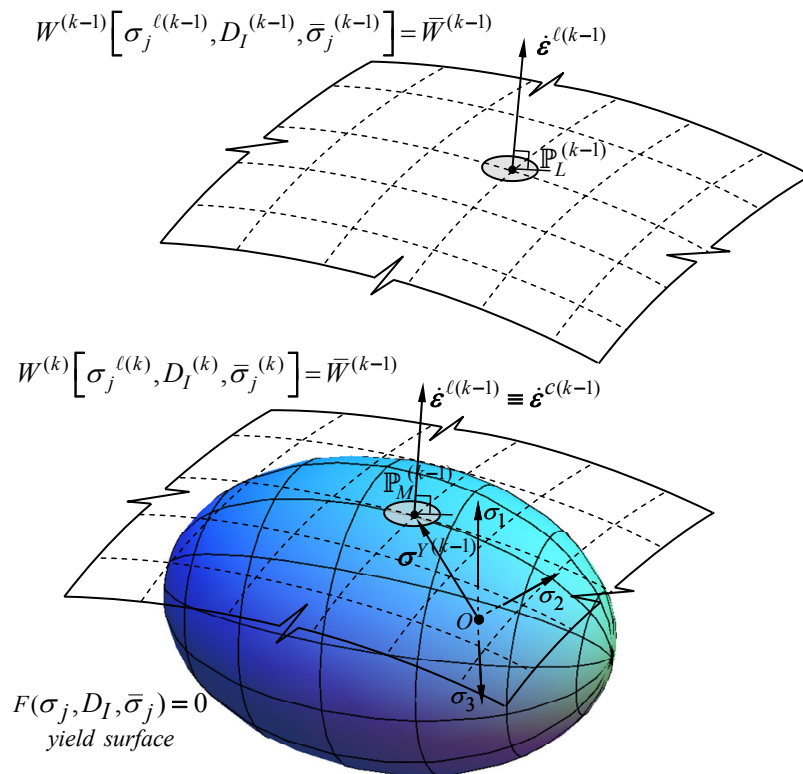 W^(k-1)[σ_j^ℓ(k-1), D_I^(k-1), σ̄_j^(k-1)] = W̄^(k-1)
ε̇^ℓ(k-1)
ℙ_L^(k-1)
W^(k)[σ_j^ℓ(k), D_I^(k), σ̄_j^(k)] = W̄^(k-1)
ε̇^ℓ(k-1) ≡ ε̇^c(k-1)
ℙ_M^(k-1)
σ_1
σ^Y(k-1)
σ_2
O
σ_3
F(σ_j, D_I, σ̄_j) = 0
yield surface